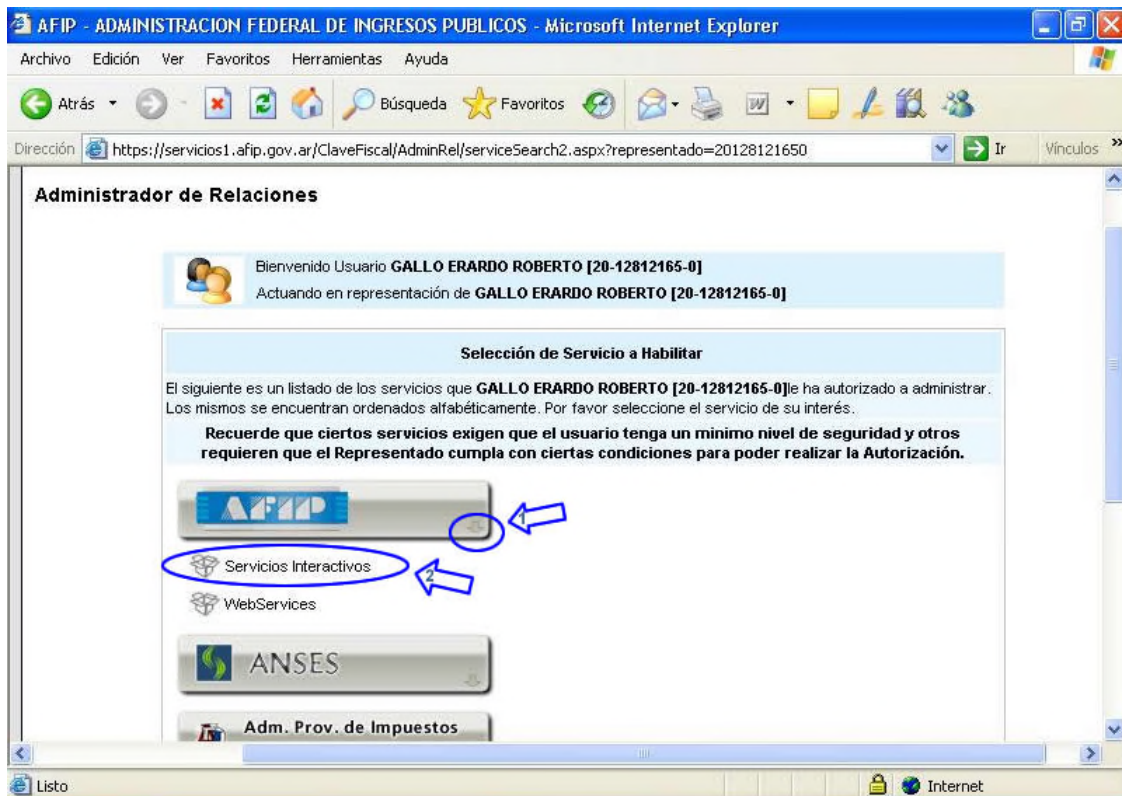 AFIP - ADMINISTRACION FEDERAL DE INGRESOS PUBLICOS - Microsoft Internet Explorer
Archivo Edición Ver Favoritos Herramientas Ayuda
Atrás Búsqueda Favoritos
Dirección https://servicios1.afip.gov.ar/ClaveFiscal/AdminRel/serviceSearch2.aspx?representado=20128121650 Ir Vínculos »
Administrador de Relaciones
Bienvenido Usuario GALLO ERARDO ROBERTO [20-12812165-0]
Actuando en representación de GALLO ERARDO ROBERTO [20-12812165-0]
Selección de Servicio a Habilitar
El siguiente es un listado de los servicios que GALLO ERARDO ROBERTO [20-12812165-0]le ha autorizado a administrar.
Los mismos se encuentran ordenados alfabéticamente. Por favor seleccione el servicio de su interés.
Recuerde que ciertos servicios exigen que el usuario tenga un minimo nivel de seguridad y otros
requieren que el Representado cumpla con ciertas condiciones para poder realizar la Autorización.
AFIP
1
Servicios Interactivos
2
WebServices
ANSES
Adm. Prov. de Impuestos
Listo Internet